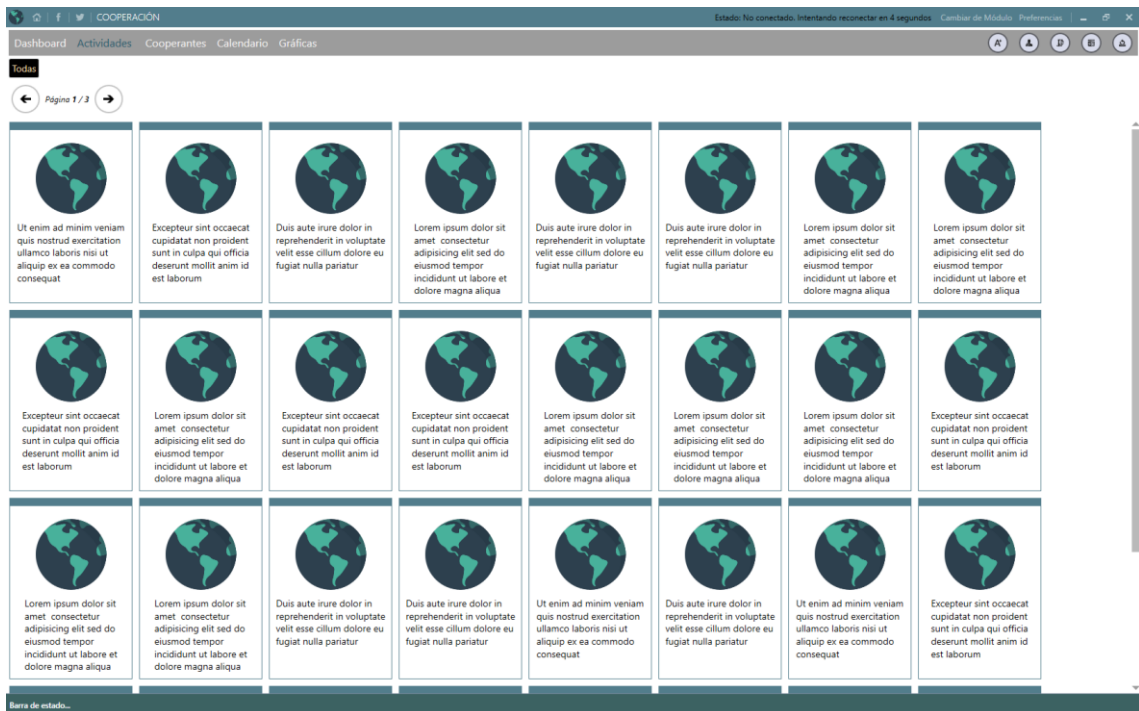 COOPERACIÓN
Estado: No conectado. Intentando reconectar en 4 segundos Cambiar de Módulo Preferencias
Dashboard Actividades Cooperantes Calendario Gráficas
Todas
Página 1 / 3
Ut enim ad minim veniam
quis nostrud exercitation
ullamco laboris nisi ut
aliquip ex ea commodo
consequat
Excepteur sint occaecat
cupidatat non proident
sunt in culpa qui officia
deserunt mollit anim id
est laborum
Duis aute irure dolor in
reprehenderit in voluptate
velit esse cillum dolore eu
fugiat nulla pariatur
Lorem ipsum dolor sit
amet consectetur
adipisicing elit sed do
eiusmod tempor
incididunt ut labore et
dolore magna aliqua
Duis aute irure dolor in
reprehenderit in voluptate
velit esse cillum dolore eu
fugiat nulla pariatur
Duis aute irure dolor in
reprehenderit in voluptate
velit esse cillum dolore eu
fugiat nulla pariatur
Lorem ipsum dolor sit
amet consectetur
adipisicing elit sed do
eiusmod tempor
incididunt ut labore et
dolore magna aliqua
Lorem ipsum dolor sit
amet consectetur
adipisicing elit sed do
eiusmod tempor
incididunt ut labore et
dolore magna aliqua
Excepteur sint occaecat
cupidatat non proident
sunt in culpa qui officia
deserunt mollit anim id
est laborum
Lorem ipsum dolor sit
amet consectetur
adipisicing elit sed do
eiusmod tempor
incididunt ut labore et
dolore magna aliqua
Excepteur sint occaecat
cupidatat non proident
sunt in culpa qui officia
deserunt mollit anim id
est laborum
Excepteur sint occaecat
cupidatat non proident
sunt in culpa qui officia
deserunt mollit anim id
est laborum
Lorem ipsum dolor sit
amet consectetur
adipisicing elit sed do
eiusmod tempor
incididunt ut labore et
dolore magna aliqua
Lorem ipsum dolor sit
amet consectetur
adipisicing elit sed do
eiusmod tempor
incididunt ut labore et
dolore magna aliqua
Lorem ipsum dolor sit
amet consectetur
adipisicing elit sed do
eiusmod tempor
incididunt ut labore et
dolore magna aliqua
Excepteur sint occaecat
cupidatat non proident
sunt in culpa qui officia
deserunt mollit anim id
est laborum
Lorem ipsum dolor sit
amet consectetur
adipisicing elit sed do
eiusmod tempor
incididunt ut labore et
dolore magna aliqua
Lorem ipsum dolor sit
amet consectetur
adipisicing elit sed do
eiusmod tempor
incididunt ut labore et
dolore magna aliqua
Duis aute irure dolor in
reprehenderit in voluptate
velit esse cillum dolore eu
fugiat nulla pariatur
Duis aute irure dolor in
reprehenderit in voluptate
velit esse cillum dolore eu
fugiat nulla pariatur
Ut enim ad minim veniam
quis nostrud exercitation
ullamco laboris nisi ut
aliquip ex ea commodo
consequat
Duis aute irure dolor in
reprehenderit in voluptate
velit esse cillum dolore eu
fugiat nulla pariatur
Ut enim ad minim veniam
quis nostrud exercitation
ullamco laboris nisi ut
aliquip ex ea commodo
consequat
Excepteur sint occaecat
cupidatat non proident
sunt in culpa qui officia
deserunt mollit anim id
est laborum
Barra de estado...